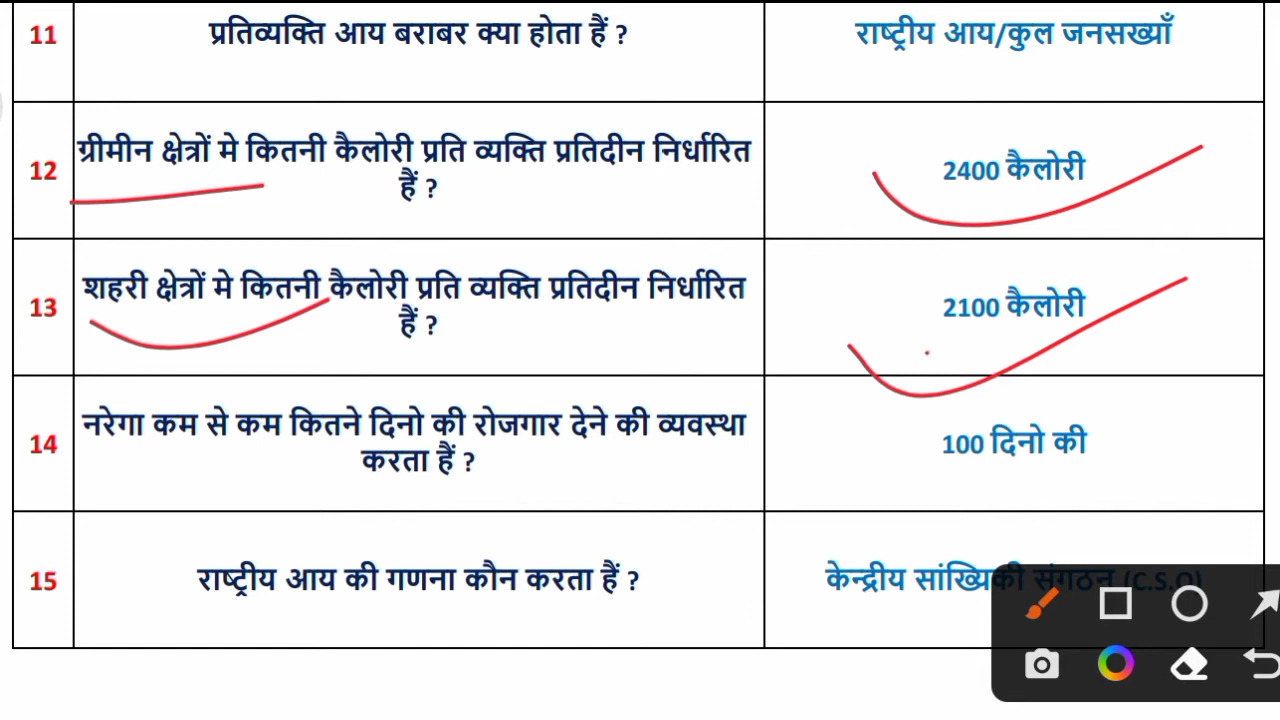 11 प्रतिव्यक्ति आय बराबर क्या होता हैं ? राष्ट्रीय आय/कुल जनसख्याँ
ग्रीमीन क्षेत्रों मे कितनी कैलोरी प्रति व्यक्ति प्रतिदीन निर्धारित
12 हैं ? 2400 कैलोरी
शहरी क्षेत्रों मे कितनी कैलोरी प्रति व्यक्ति प्रतिदीन निर्धारित
13 हैं ? 2100 कैलोरी
नरेगा कम से कम कितने दिनो की रोजगार देने की व्यवस्था
14 करता हैं ? 100 दिनो की
15 राष्ट्रीय आय की गणना कौन करता हैं ? केन्द्रीय सांख्यिकी संगठन (C.S.O)